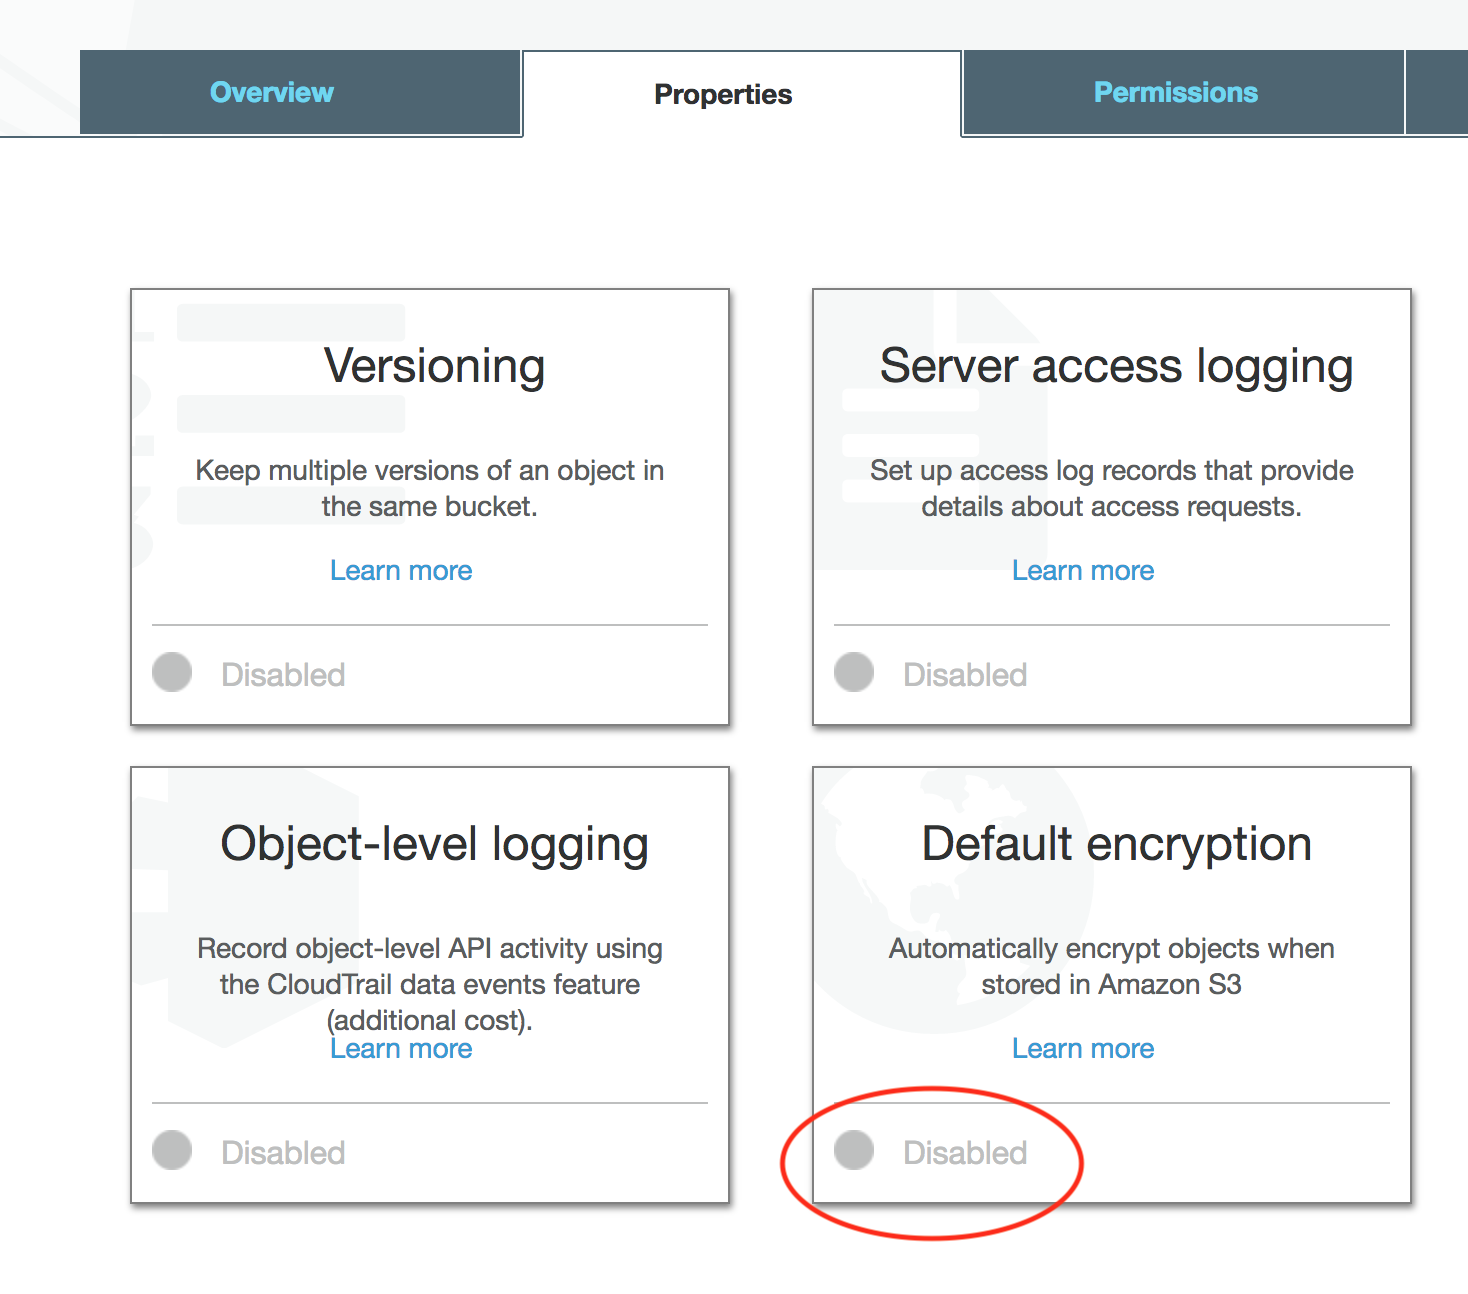 Overview
Properties
Permissions
Versioning
Keep multiple versions of an object in
the same bucket.
Learn more
Disabled
Server access logging
Set up access log records that provide
details about access requests.
Learn more
Disabled
Object-level logging
Record object-level API activity using
the CloudTrail data events feature
(additional cost).
Learn more
Disabled
Default encryption
Automatically encrypt objects when
stored in Amazon S3
Learn more
Disabled